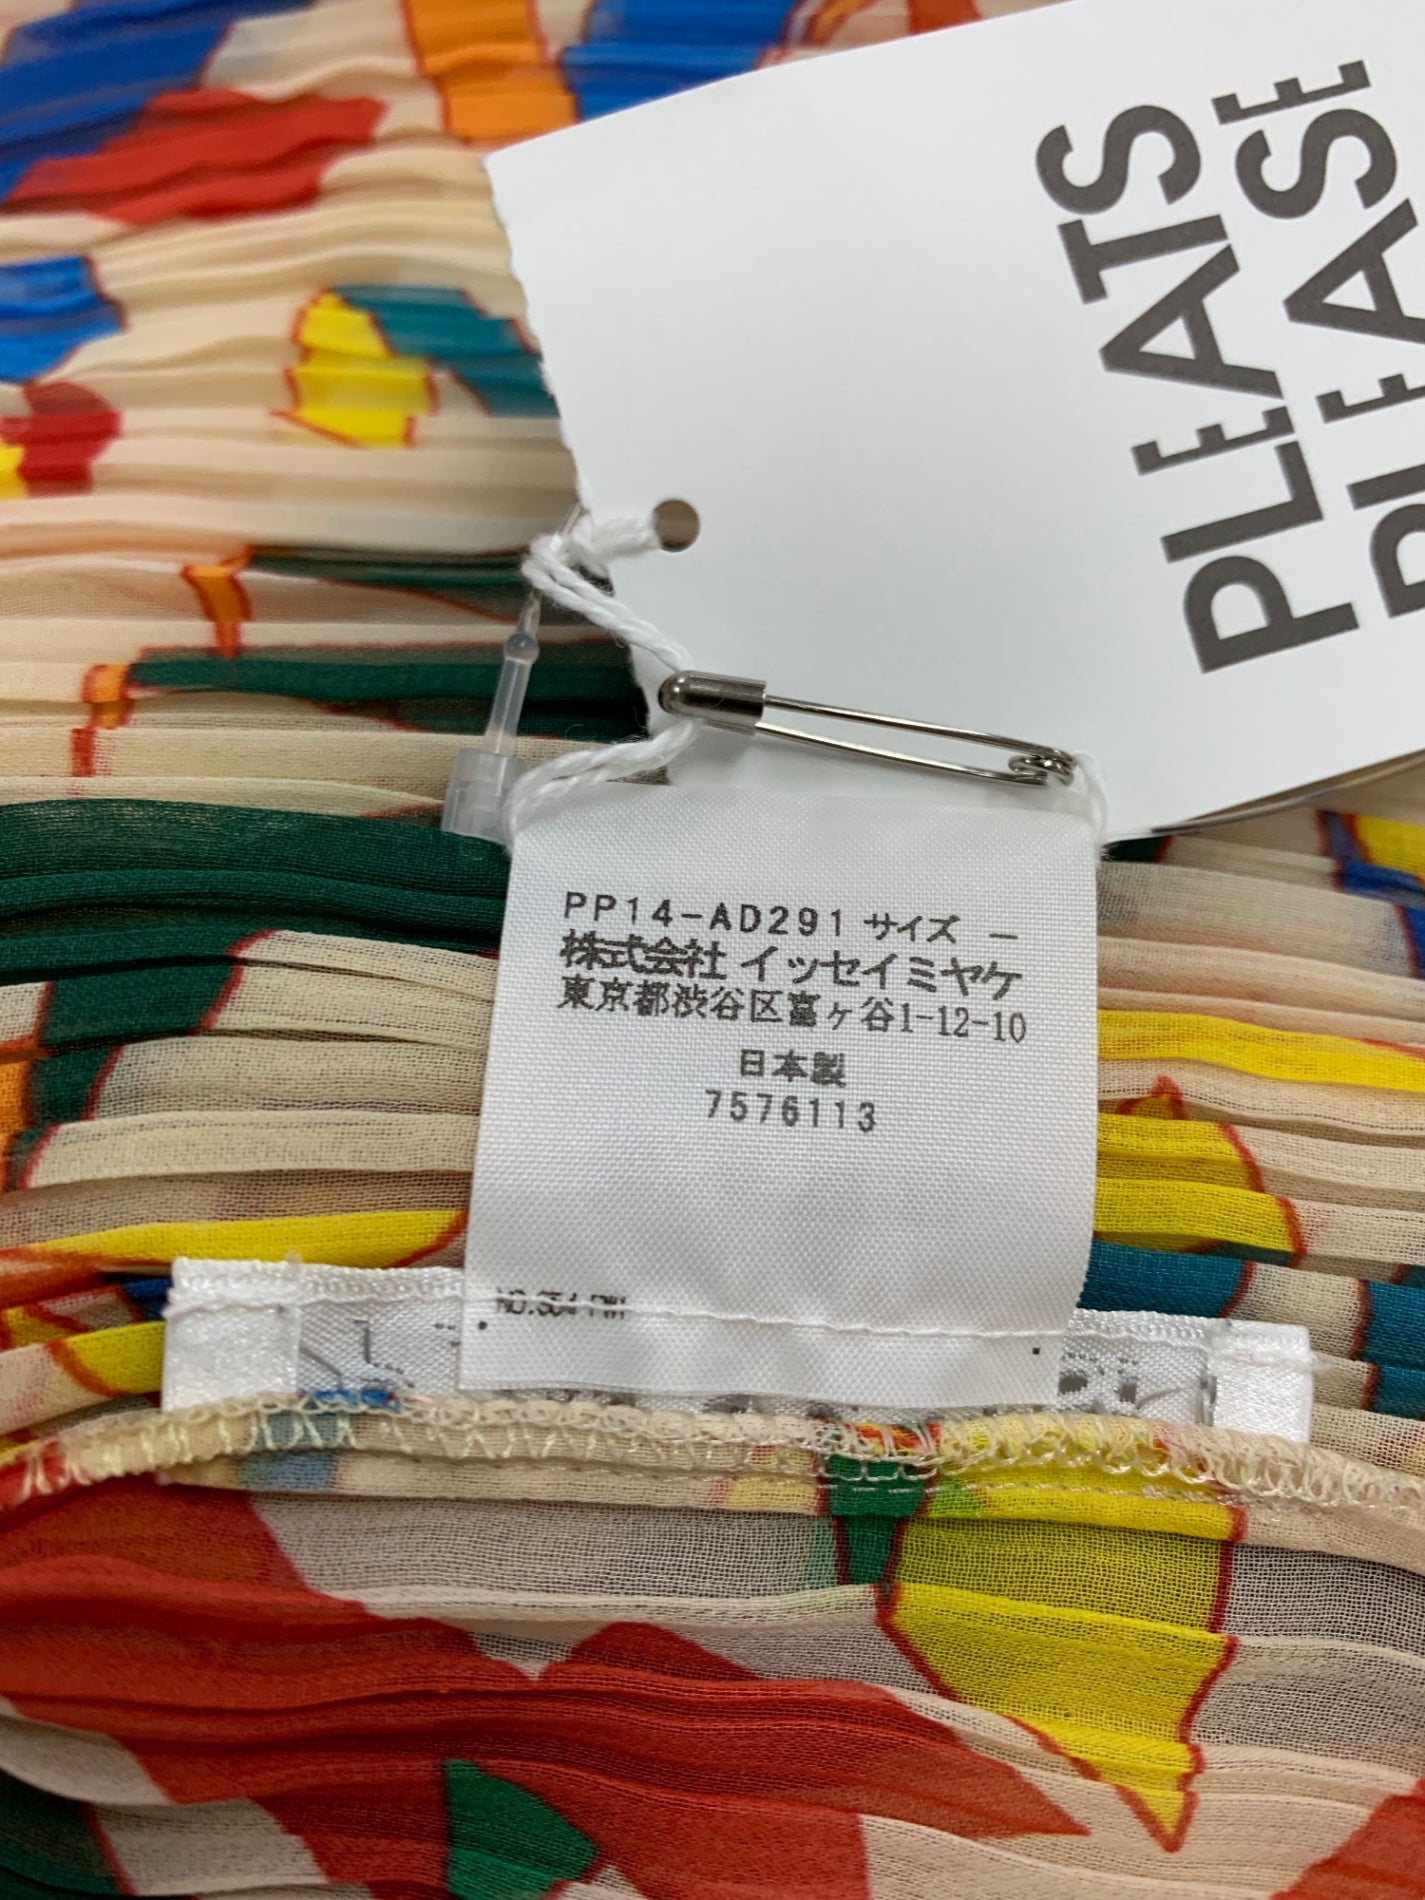 PLEATS
PLEASE
PP14-AD291 サイズ －
株式会社 イッセイミヤケ
東京都渋谷区富ヶ谷1-12-10
日本製
7576113